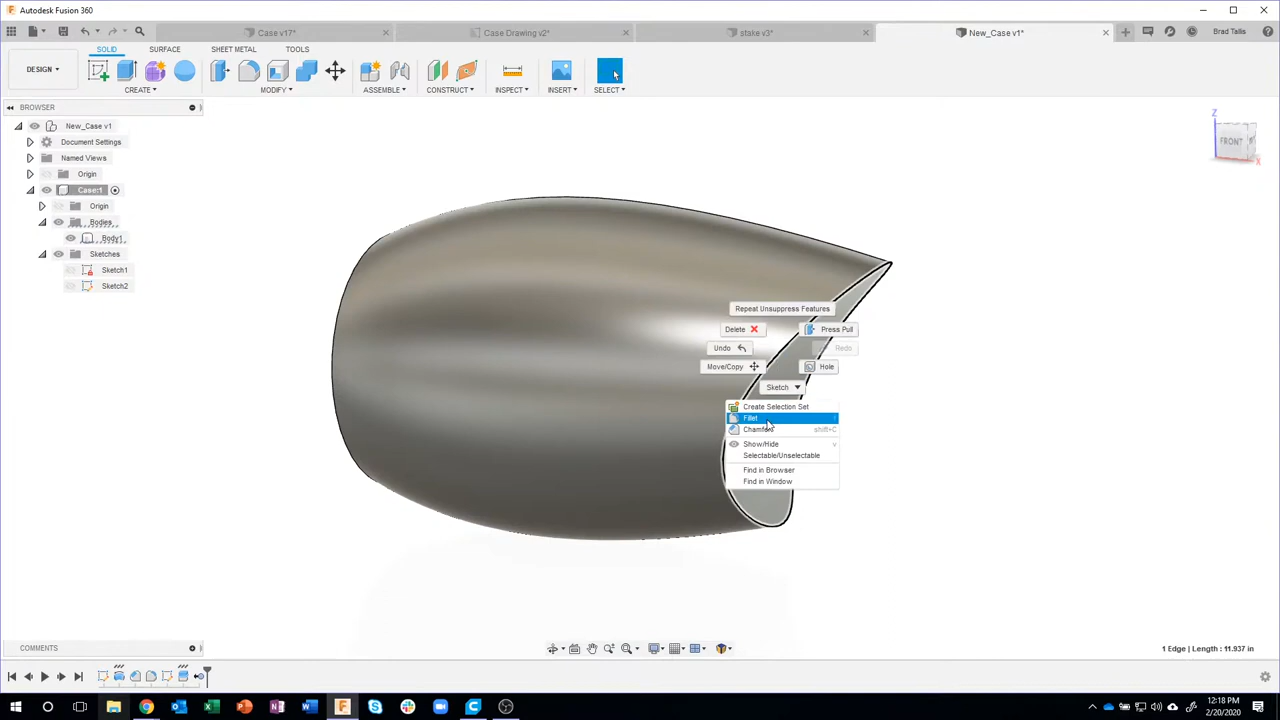 Autodesk Fusion 360
Case v17*
Case Drawing v2*
stake v3*
New_Case v1*
Brad Tallis
DESIGN
SOLID
SURFACE
SHEET METAL
TOOLS
CREATE
MODIFY
ASSEMBLE
CONSTRUCT
INSPECT
INSERT
SELECT
BROWSER
New_Case v1
Document Settings
Named Views
Origin
Case:1
Origin
Bodies
Body1
Sketches
Sketch1
Sketch2
Z
FRONT
X
Repeat Unsuppress Features
Delete
Press Pull
Undo
Redo
Move/Copy
Hole
Sketch
Create Selection Set
Fillet
Chamfer shift+C
Show/Hide v
Selectable/Unselectable
Find in Browser
Find in Window
COMMENTS
1 Edge | Length : 11.937 in
12:18 PM
2/20/2020